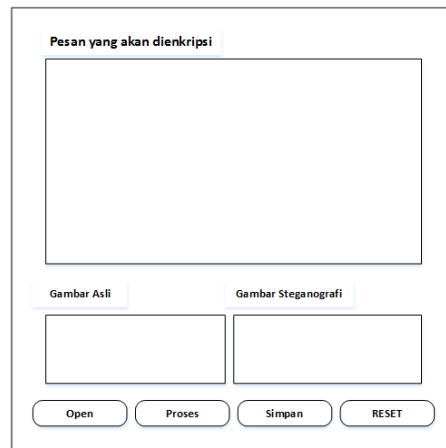 Pesan yang akan dienkripsi
Gambar Asli
Gambar Steganografi
Open
Proses
Simpan
RESET